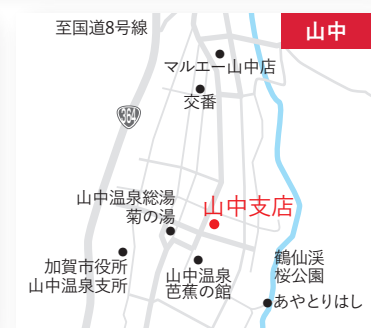 至国道8号線
山中
マルエー山中店
交番
364
山中温泉総湯
菊の湯
山中支店
加賀市役所
山中温泉支所
山中温泉
芭蕉の館
鶴仙渓
桜公園
あやとりはし